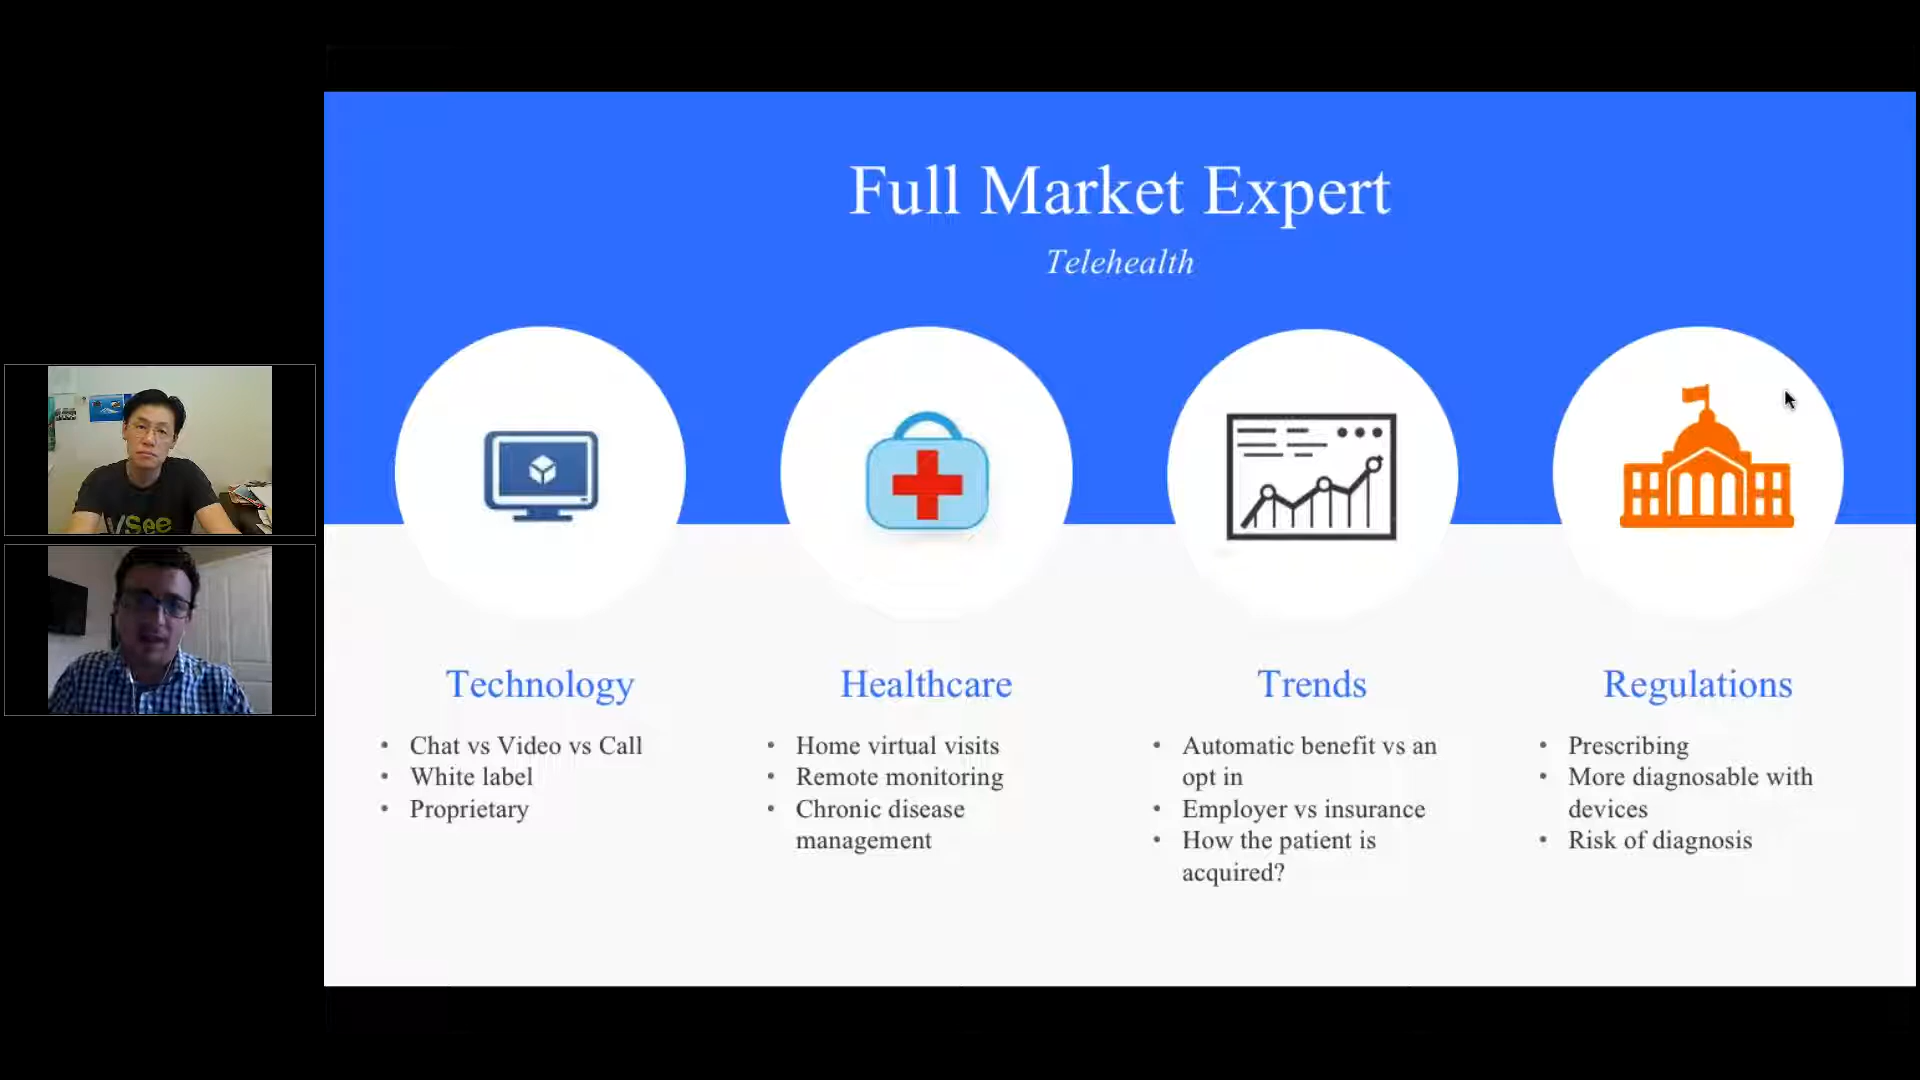 Full Market Expert
Telehealth
Technology
• Chat vs Video vs Call
• White label
• Proprietary
Healthcare
• Home virtual visits
• Remote monitoring
• Chronic disease
management
Trends
• Automatic benefit vs an
opt in
• Employer vs insurance
• How the patient is
acquired?
Regulations
• Prescribing
• More diagnosable with
devices
• Risk of diagnosis
VSee